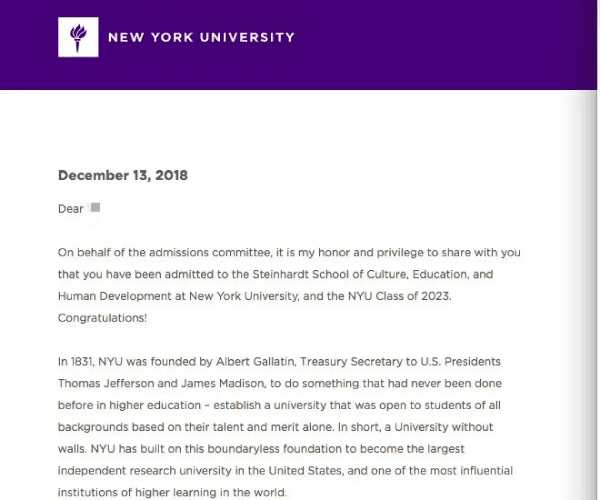 NEW YORK UNIVERSITY
December 13, 2018
Dear
On behalf of the admissions committee, it is my honor and privilege to share with you
that you have been admitted to the Steinhardt School of Culture, Education, and
Human Development at New York University, and the NYU Class of 2023.
Congratulations!
In 1831, NYU was founded by Albert Gallatin, Treasury Secretary to U.S. Presidents
Thomas Jefferson and James Madison, to do something that had never been done
before in higher education – establish a university that was open to students of all
backgrounds based on their talent and merit alone. In short, a University without
walls. NYU has built on this boundaryless foundation to become the largest
independent research university in the United States, and one of the most influential
institutions of higher learning in the world.